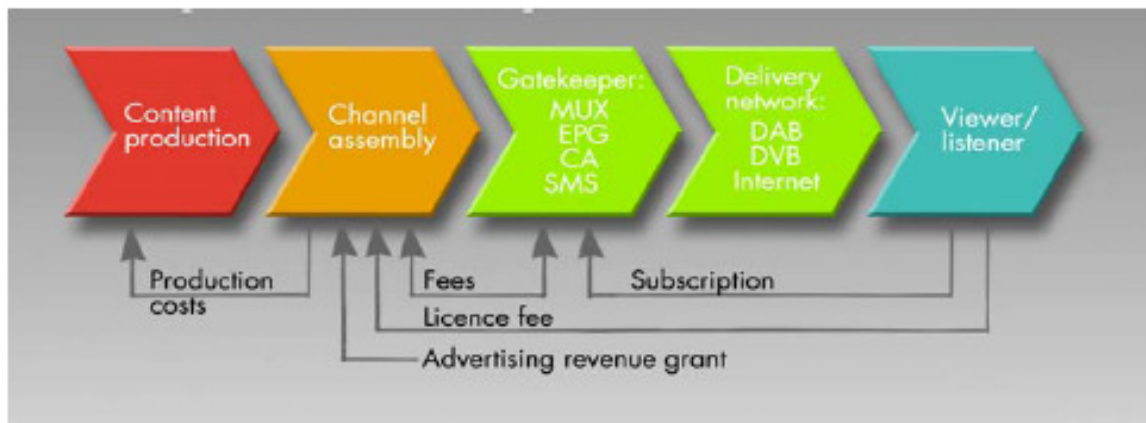 Content
production
Channel
assembly
Gatekeeper:
MUX
EPG
CA
SMS
Delivery
network:
DAB
DVB
Internet
Viewer/
listener
Production
costs
Fees
Subscription
Licence fee
Advertising revenue grant